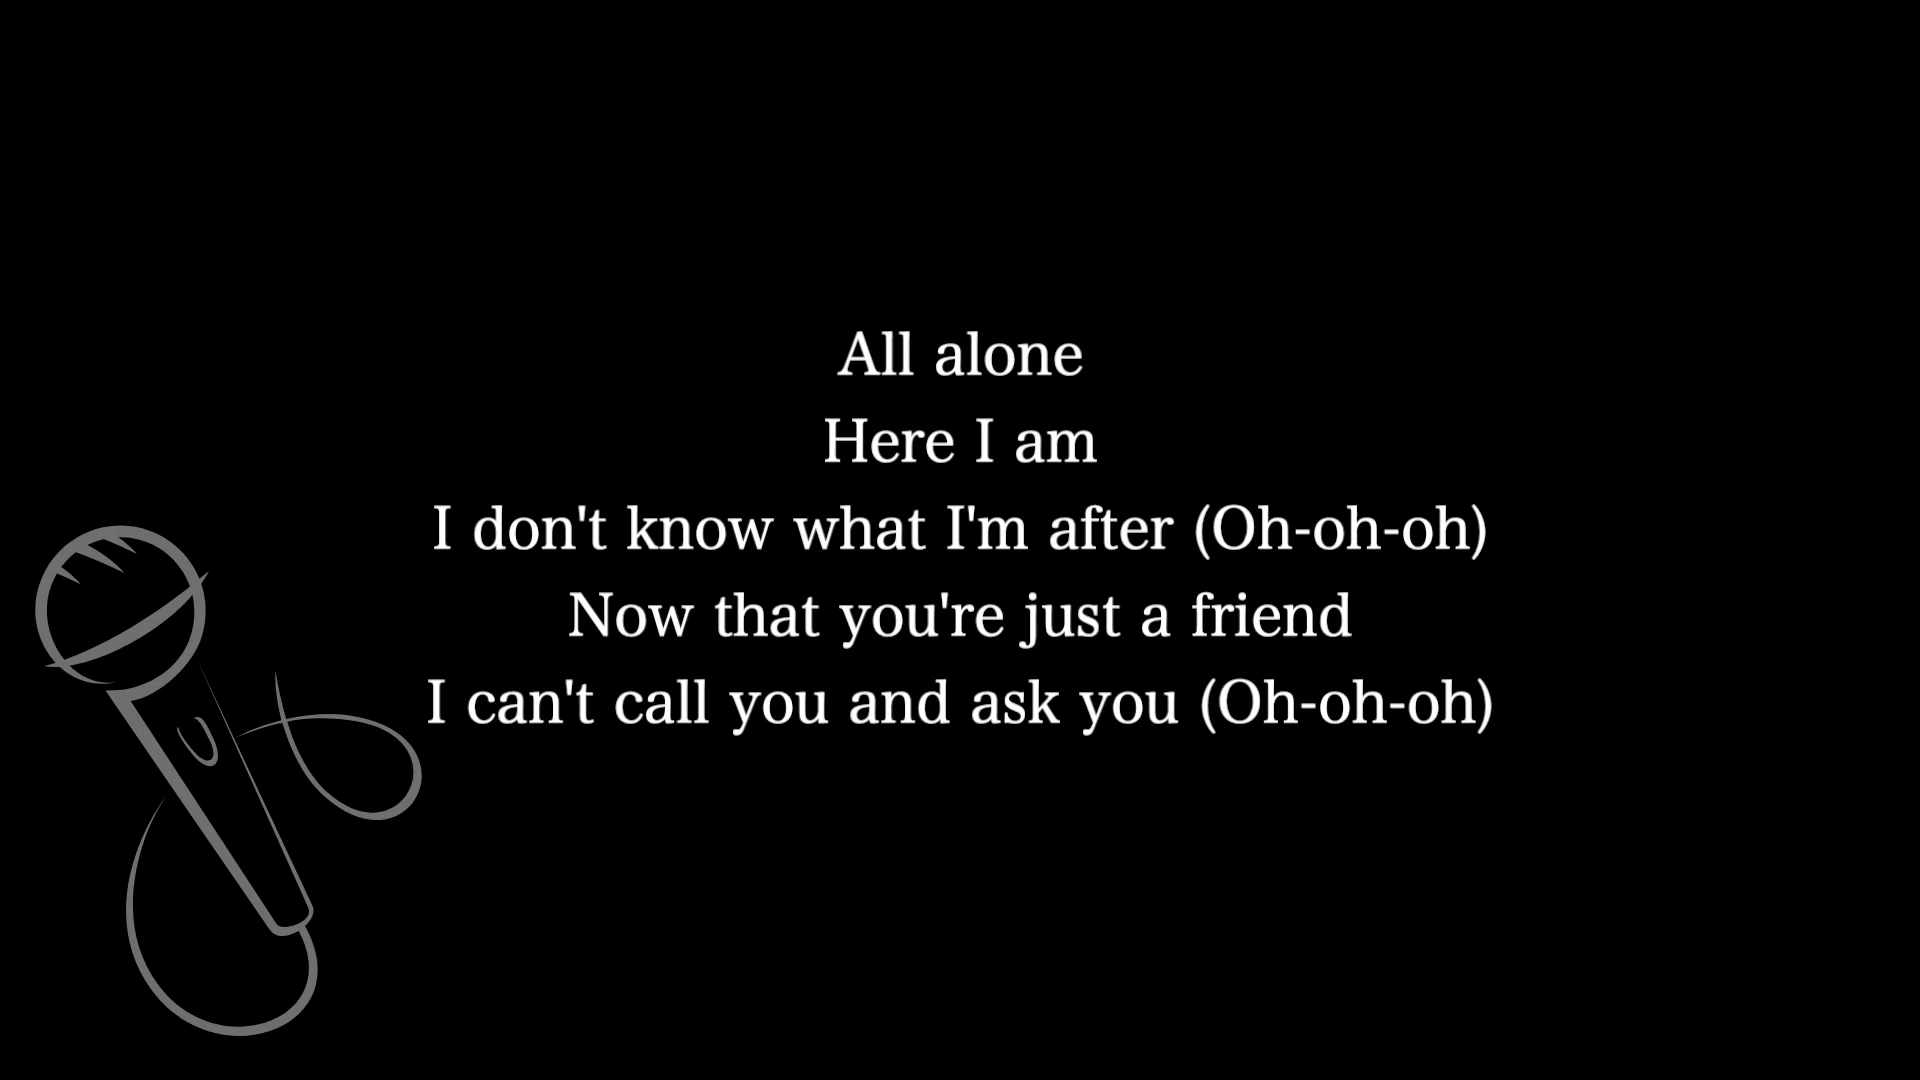 All alone
Here I am
I don't know what I'm after (Oh-oh-oh)
Now that you're just a friend
I can't call you and ask you (Oh-oh-oh)